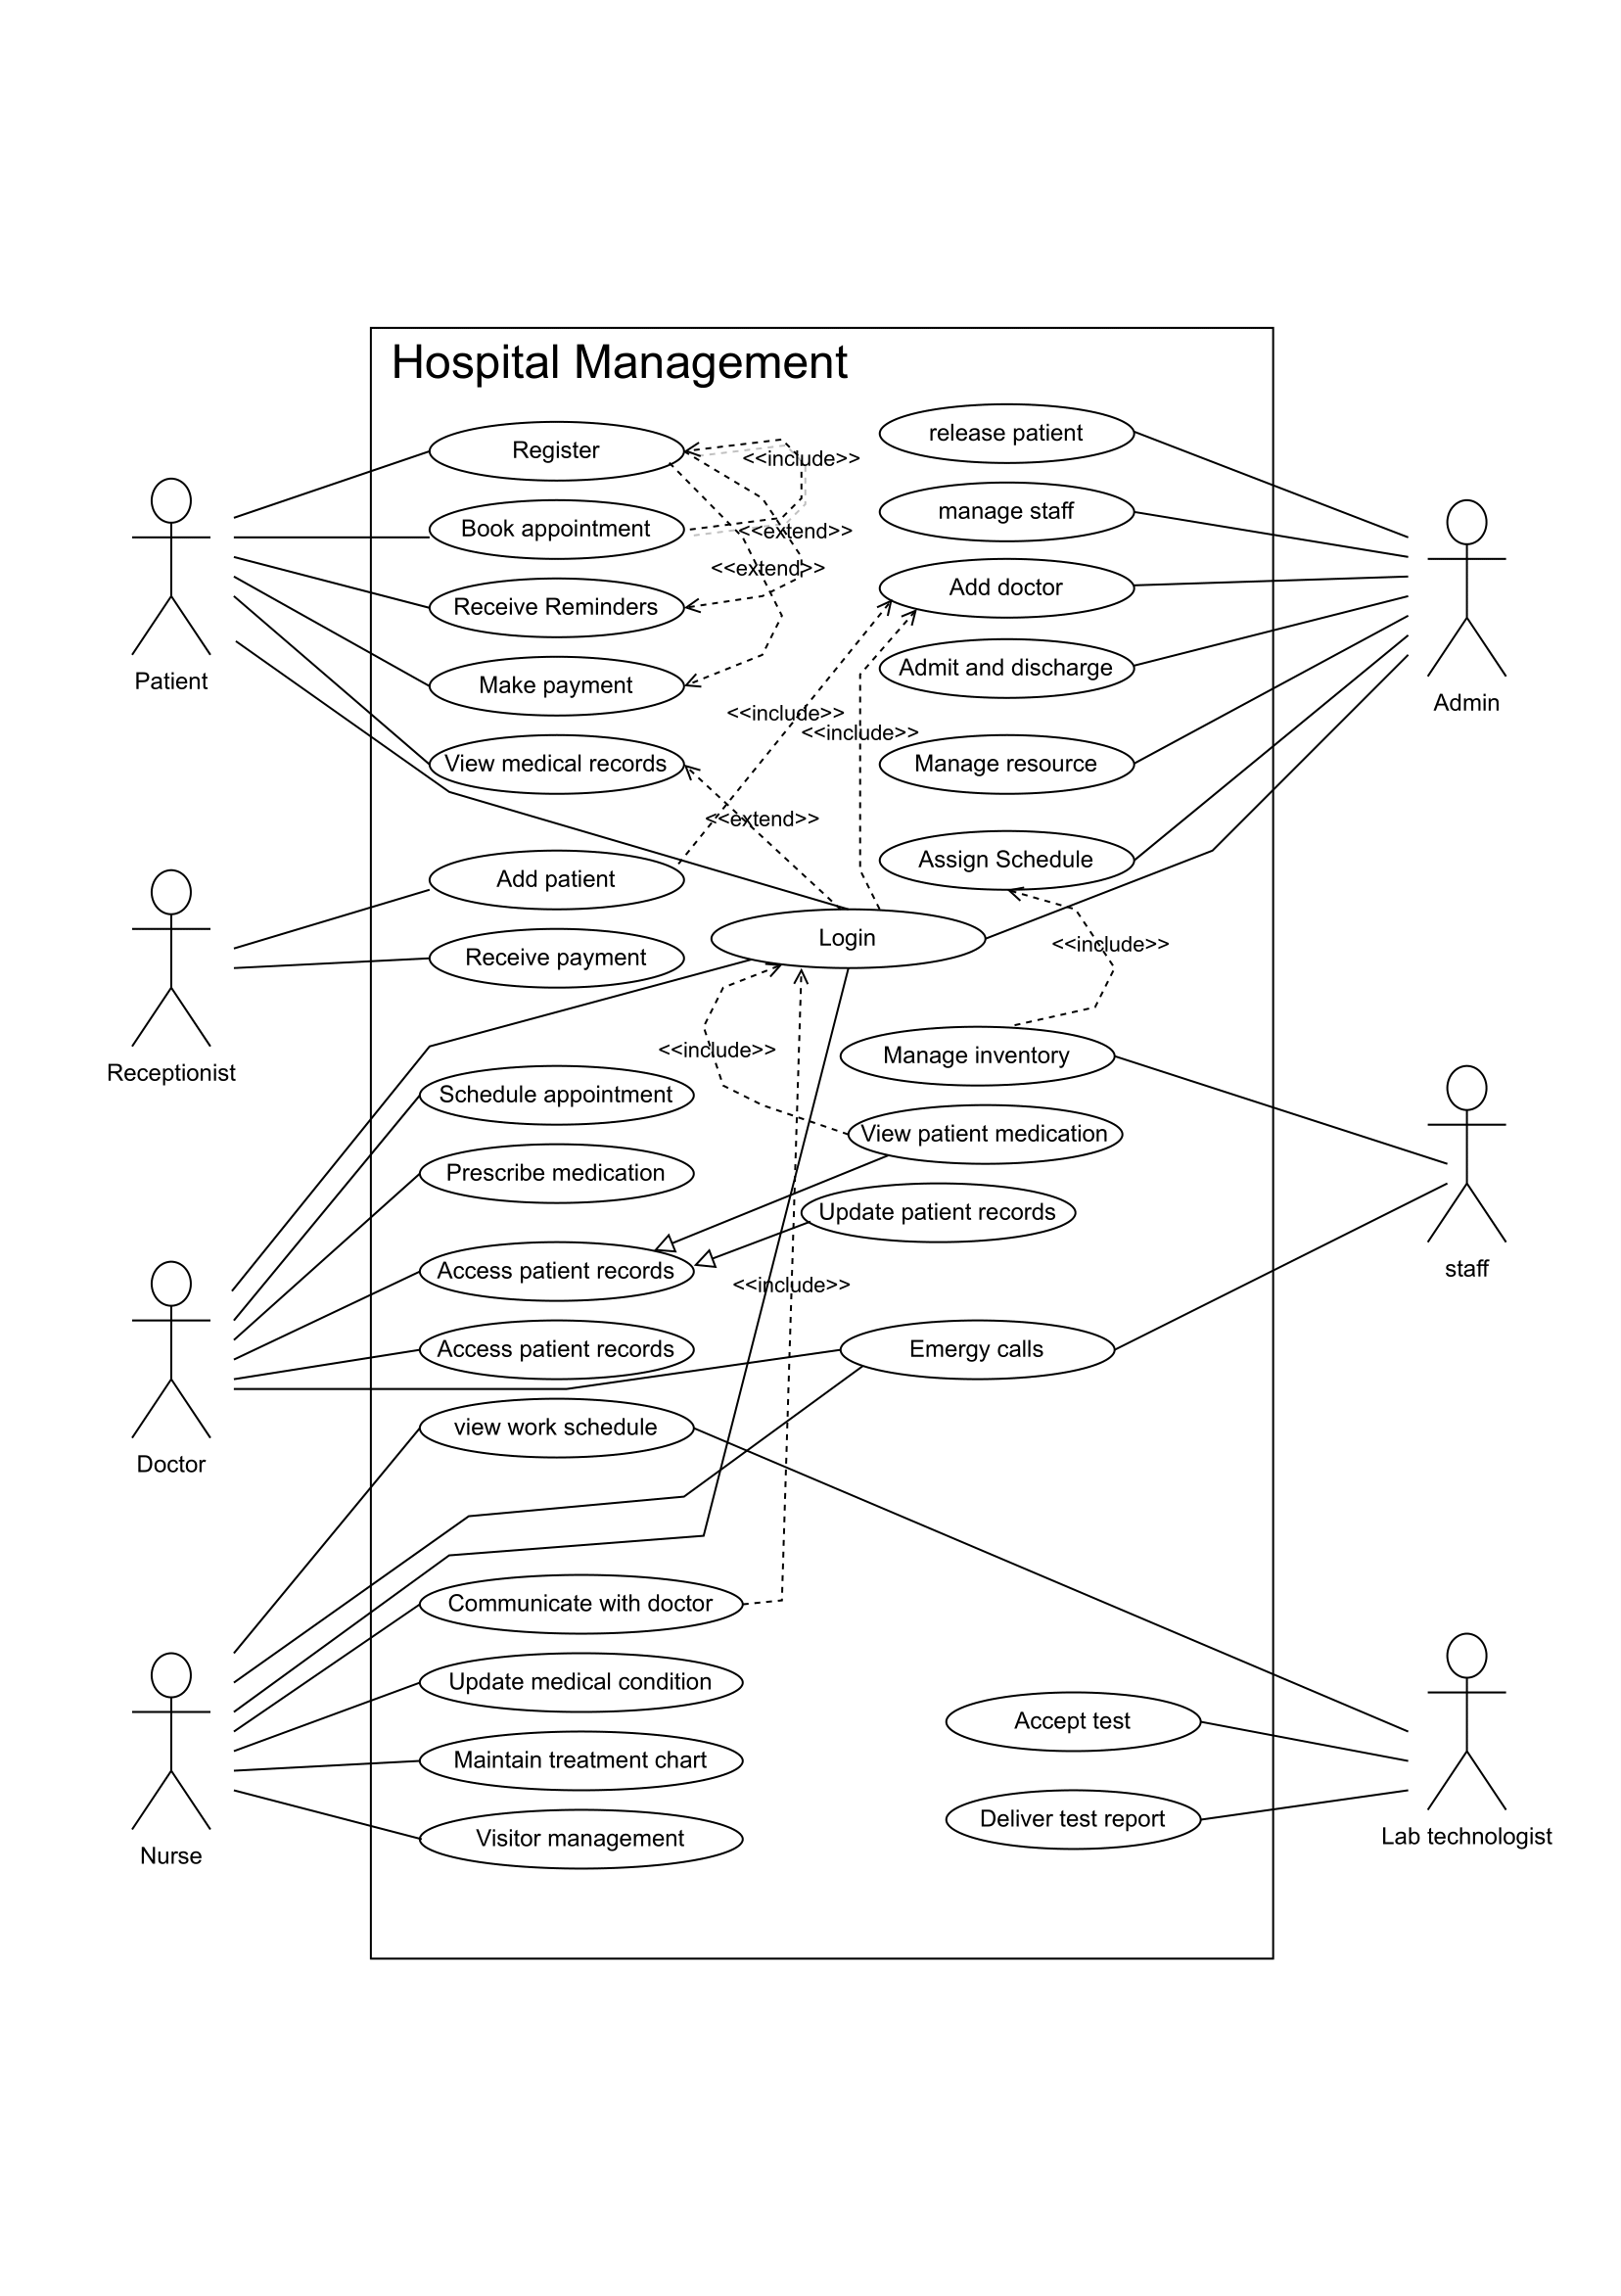 Hospital Management
Register
<<include>>
Book appointment
<<extend>>
<<extend>>
Receive Reminders
Make payment
View medical records
release patient
manage staff
Add doctor
Admit and discharge
Manage resource
Assign Schedule
<<include>>
<<include>>
<<extend>>
Patient
Admin
Add patient
Receive payment
Login
<<include>>
Receptionist
<<include>>
Manage inventory
Schedule appointment
View patient medication
Prescribe medication
Update patient records
Access patient records
<<include>>
staff
Access patient records
Emergy calls
view work schedule
Doctor
Communicate with doctor
Update medical condition
Maintain treatment chart
Visitor management
Nurse
Accept test
Deliver test report
Lab technologist